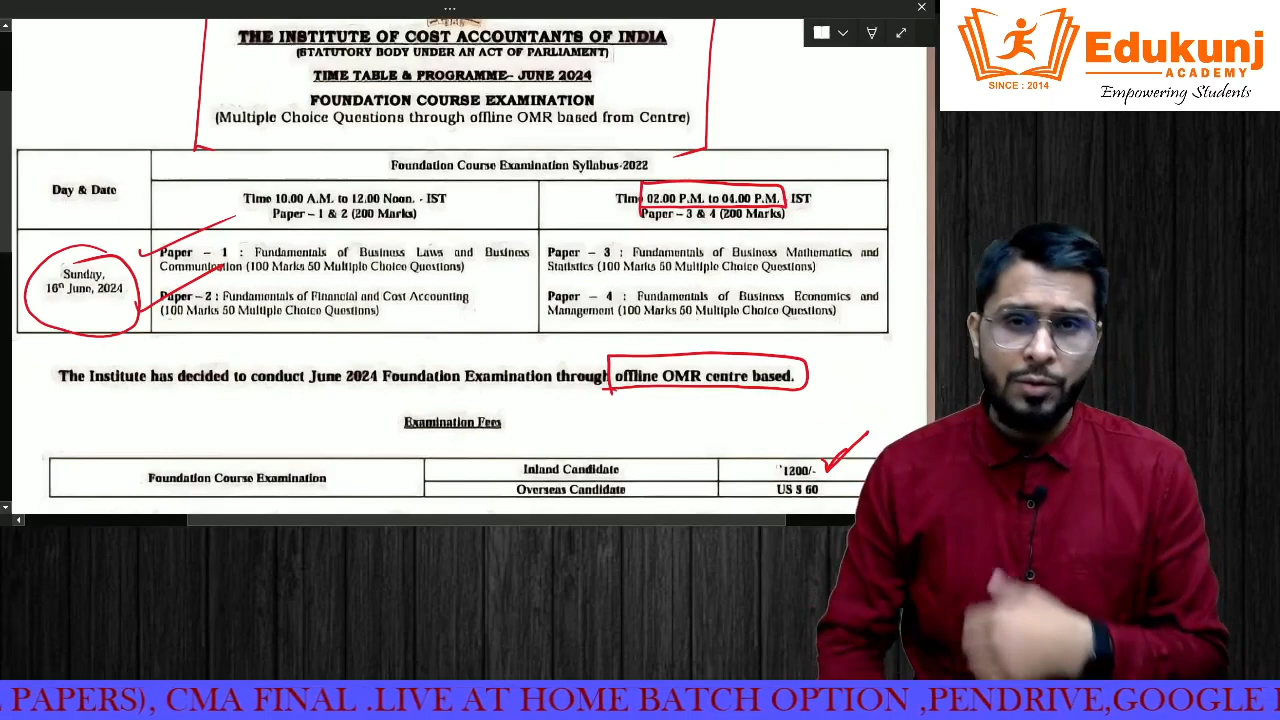 THE INSTITUTE OF COST ACCOUNTANTS OF INDIA
(STATUTORY BODY UNDER AN ACT OF PARLIAMENT)
TIME TABLE & PROGRAMME– JUNE 2024
FOUNDATION COURSE EXAMINATION
(Multiple Choice Questions through offline OMR based from Centre)
Day & Date
Foundation Course Examination Syllabus-2022
Time 10.00 A.M. to 12.00 Noon. - IST
Paper – 1 & 2 (200 Marks)
Time 02.00 P.M. to 04.00 P.M. IST
Paper – 3 & 4 (200 Marks)
Sunday,
16th June, 2024
Paper – 1 : Fundamentals of Business Laws and Business
Communication (100 Marks 50 Multiple Choice Questions)
Paper – 2 : Fundamentals of Financial and Cost Accounting
(100 Marks 50 Multiple Choice Questions)
Paper – 3 : Fundamentals of Business Mathematics and
Statistics (100 Marks 50 Multiple Choice Questions)
Paper – 4 : Fundamentals of Business Economics and
Management (100 Marks 50 Multiple Choice Questions)
The Institute has decided to conduct June 2024 Foundation Examination through offline OMR centre based.
Examination Fees
Foundation Course Examination
Inland Candidate
1200/-
Overseas Candidate
US $ 60
Edukunj
ACADEMY
SINCE : 2014
Empowering Students
PAPERS), CMA FINAL .LIVE AT HOME BATCH OPTION ,PENDRIVE,GOOGLE